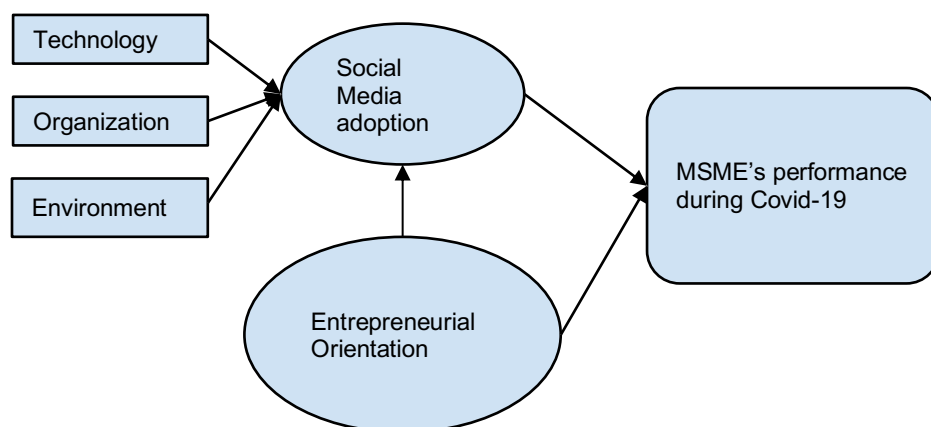 Technology
Organization
Environment
Social
Media
adoption
Entrepreneurial
Orientation
MSME’s performance
during Covid-19